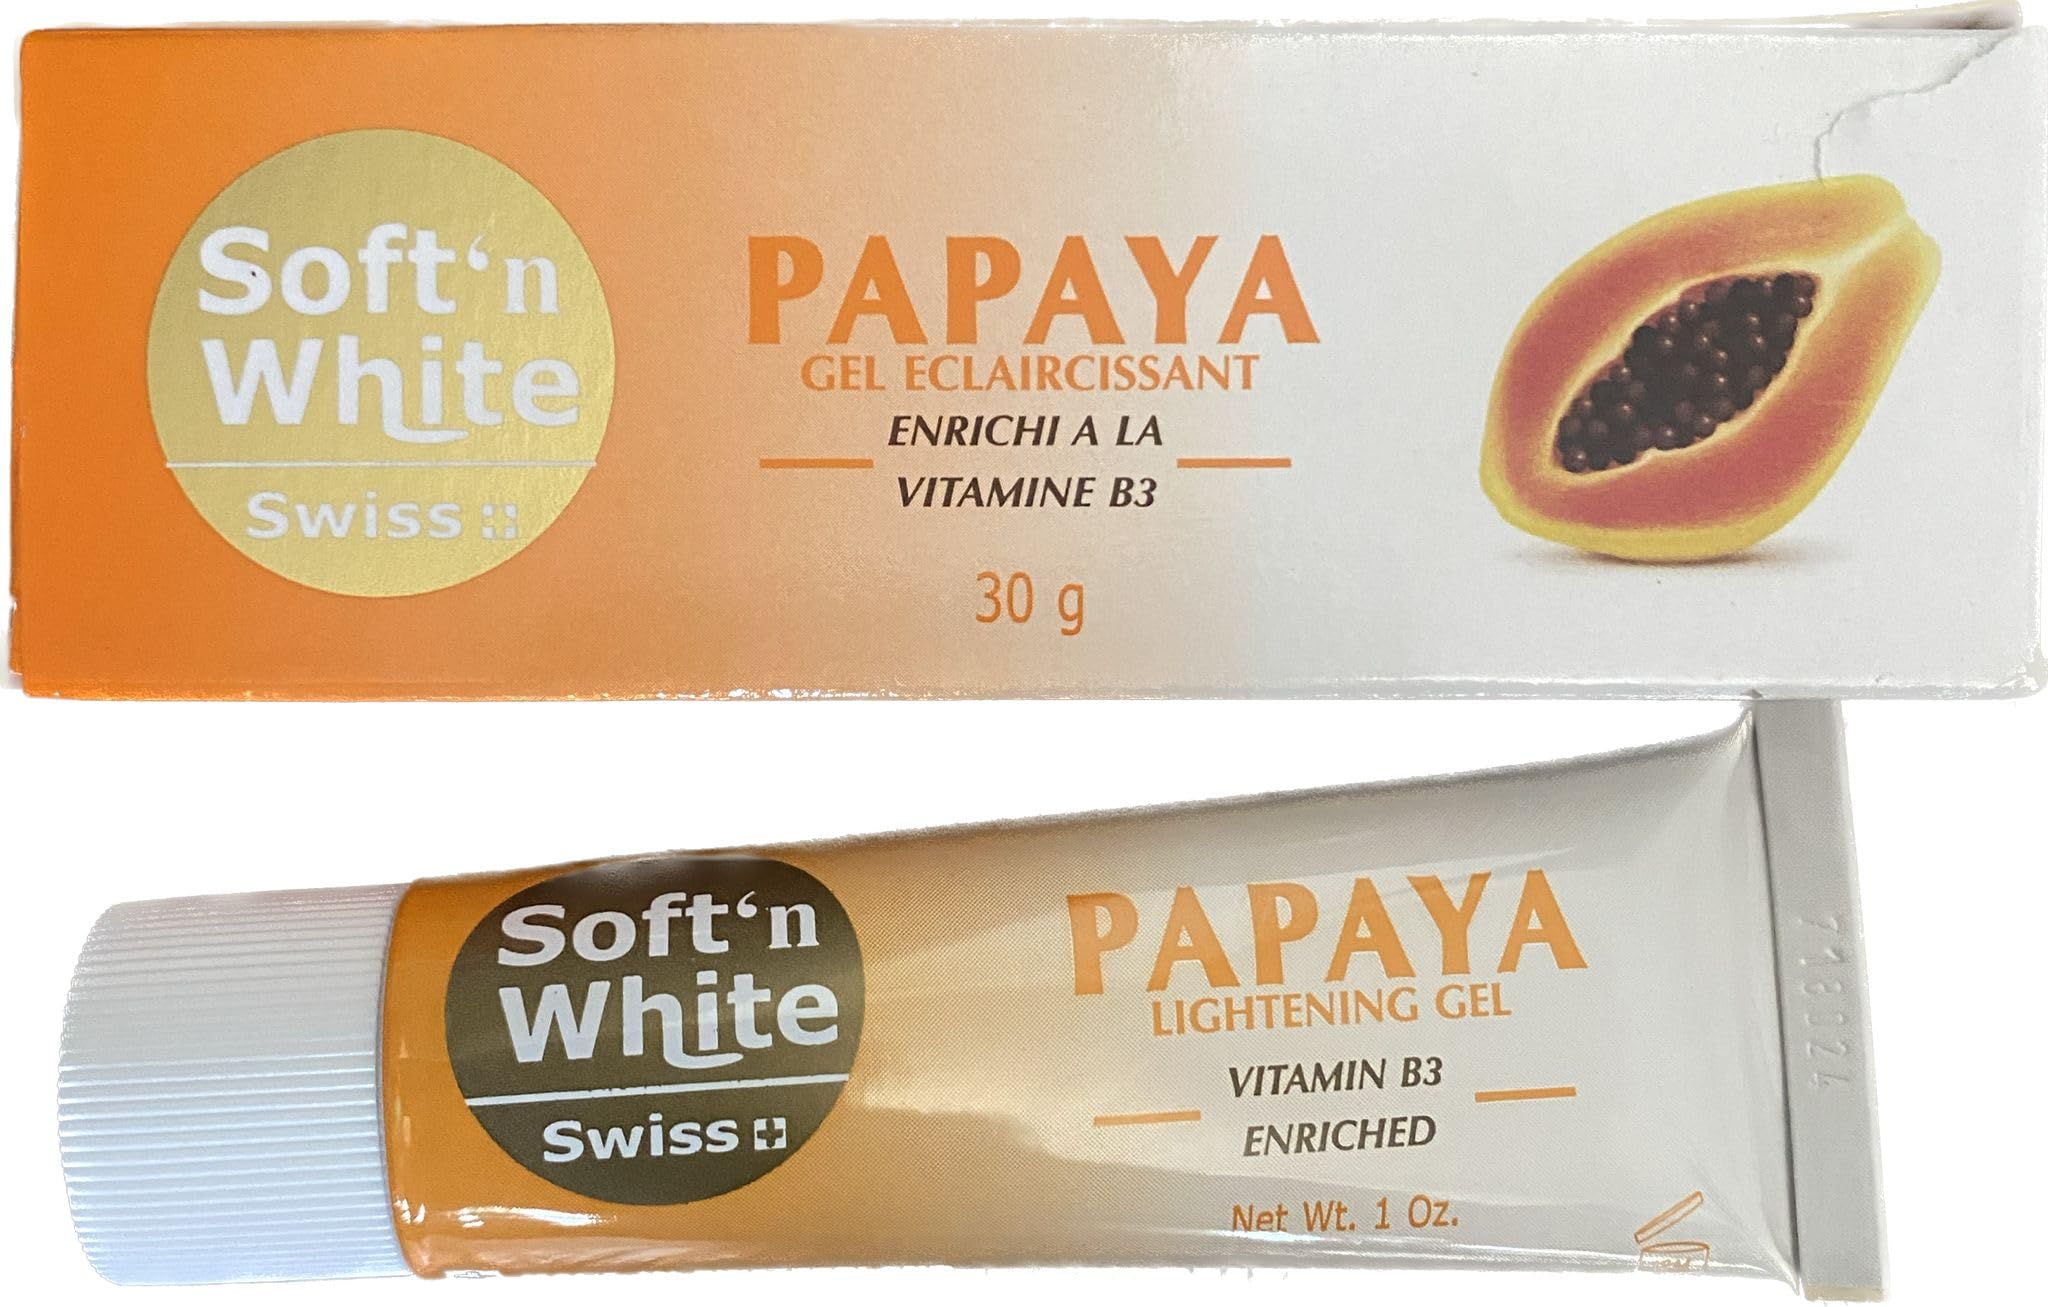 Soft‘n
White
Swiss
PAPAYA
GEL ECLAIRCISSANT
ENRICHI A LA
VITAMINE B3
30 g
Soft‘n
White
Swiss
PAPAYA
LIGHTENING GEL
VITAMIN B3
ENRICHED
Net Wt. 1 Oz.